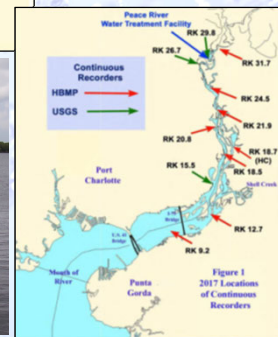 Peace River
Water Treatment Facility
RK 29.8
RK 26.7
RK 31.7
Continuous
Recorders
HBMP
USGS
RK 24.5
RK 21.9
RK 20.8
RK 18.7
(HC)
RK 18.5
RK 15.5
Shell Creek
Port
Charlotte
RK 12.7
I-75
Bridge
U.S. 41
Bridge
RK 9.2
Mouth of
River
Punta
Gorda
Figure 1
2017 Locations
of Continuous
Recorders